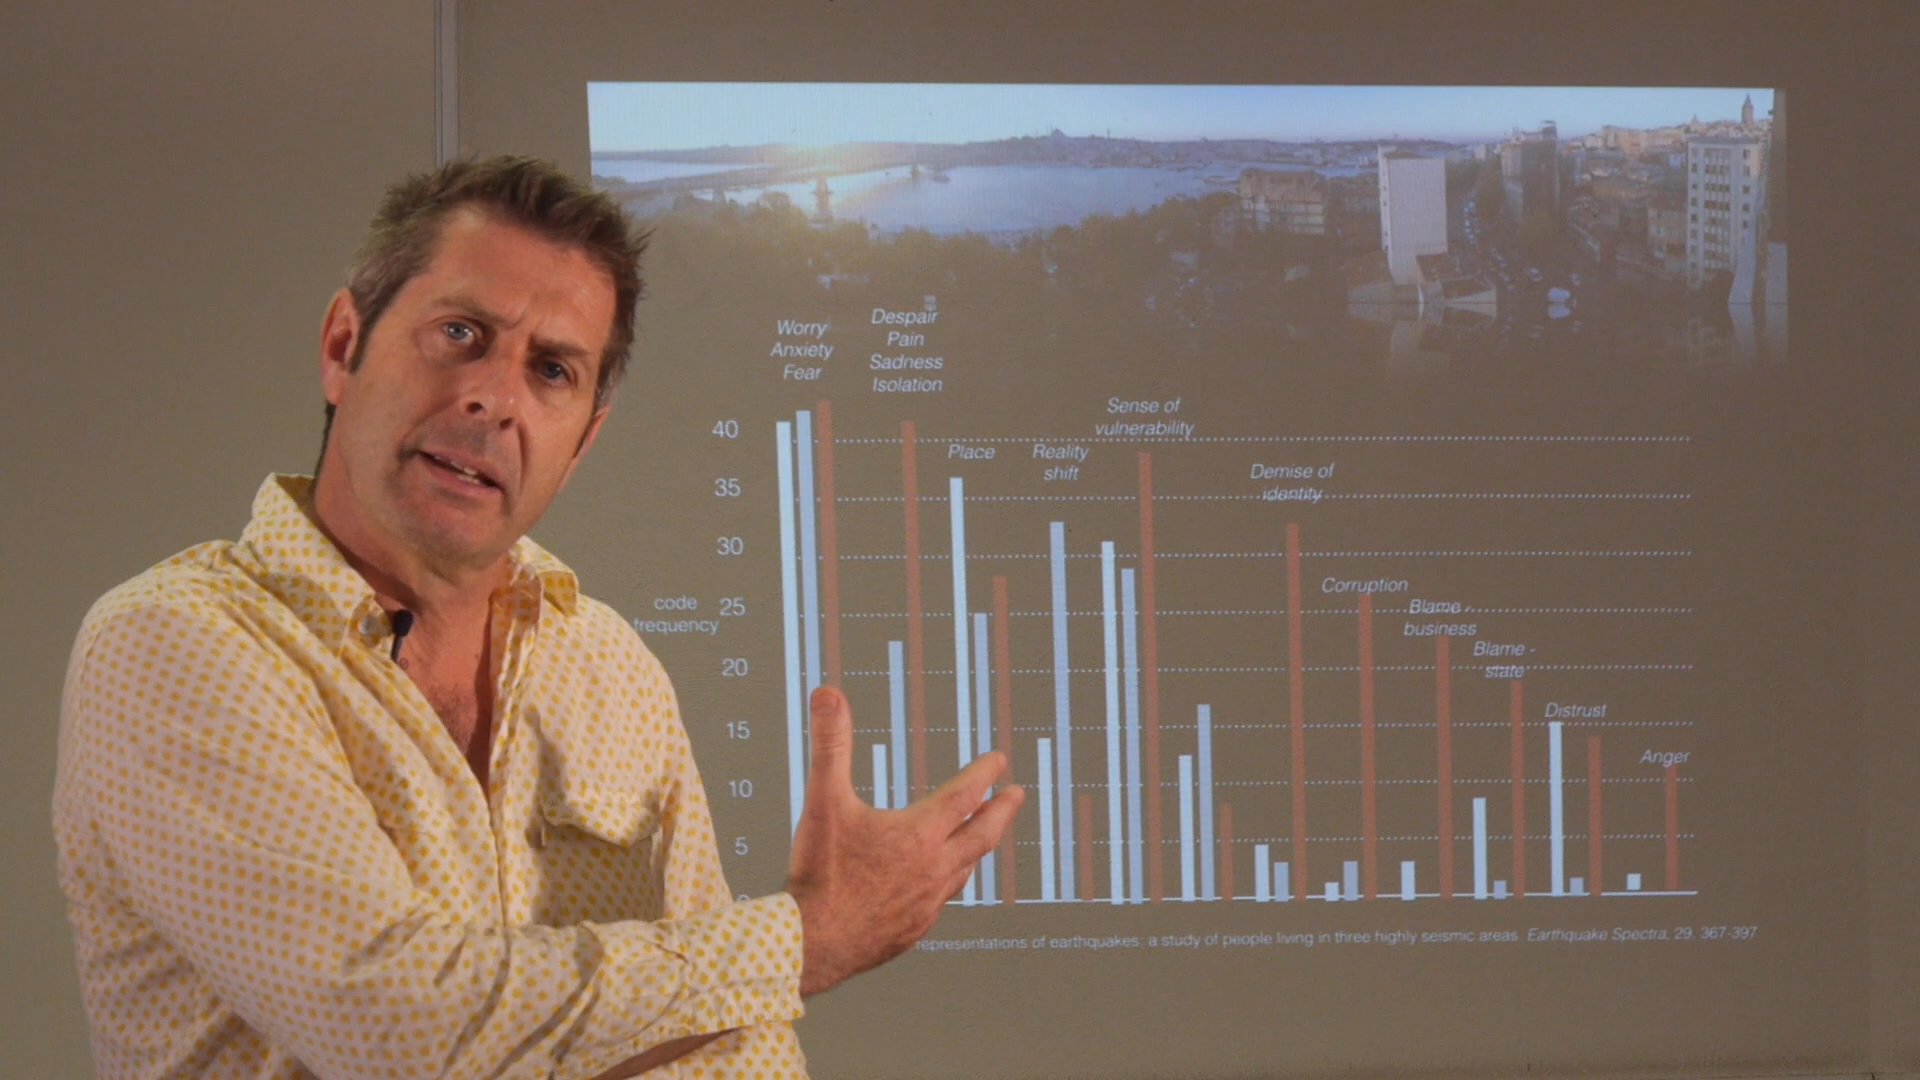 Worry
Anxiety
Fear
Despair
Pain
Sadness
Isolation
Place
Reality
shift
Sense of
vulnerability
Demise of
identity
Corruption
Blame -
business
Blame -
state
Distrust
Anger
40
35
30
25
20
15
10
5
code
frequency
representations of earthquakes: a study of people living in three highly seismic areas. Earthquake Spectra, 29. 367-397